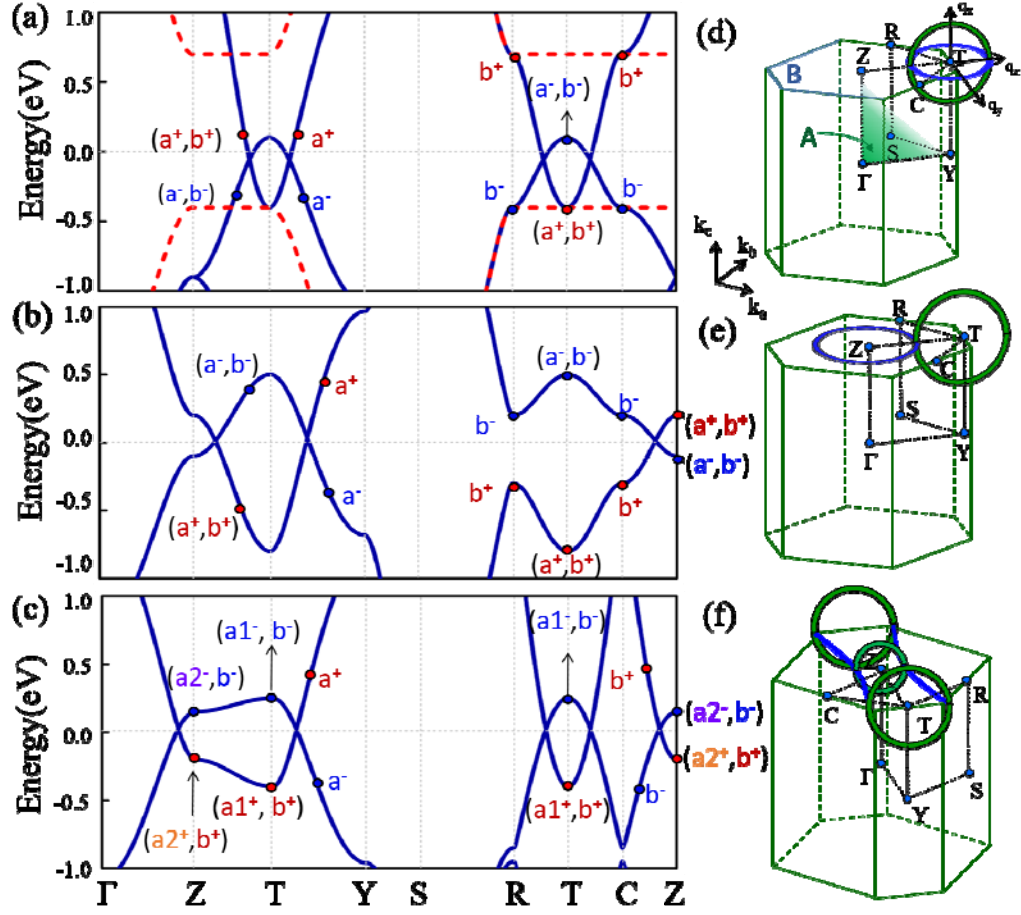 (a)
1.0
0.5
0.0
-0.5
-1.0
Energy(eV)
(a⁺,b⁺)
a⁺
(a⁻,b⁻)
a⁻
b⁺
b⁺
(a⁻,b⁻)
b⁻
b⁻
(a⁺,b⁺)
(b)
1.0
0.5
0.0
-0.5
-1.0
Energy(eV)
(a⁻,b⁻)
a⁺
(a⁺,b⁺)
a⁻
(a⁻,b⁻)
b⁻
b⁻
b⁺
b⁺
(a⁺,b⁺)
(a⁺,b⁺)
(a⁻,b⁻)
(c)
1.0
0.5
0.0
-0.5
-1.0
Energy(eV)
(a1⁻, b⁻)
(a2⁻,b⁻)
a⁺
(a1⁺, b⁺)
a⁻
(a2⁺,b⁺)
(a1⁻, b⁻)
b⁺
(a1⁺,b⁺)
b⁻
(a2⁻,b⁻)
(a2⁺,b⁺)
Γ Z T Y S R T C Z
(d)
R
Z
T
B
C
A
S
Γ
Y
q_y
k_c
k_b
k_a
(e)
R
Z
T
C
S
Γ
Y
(f)
Z
R
C
T
Γ
S
Y